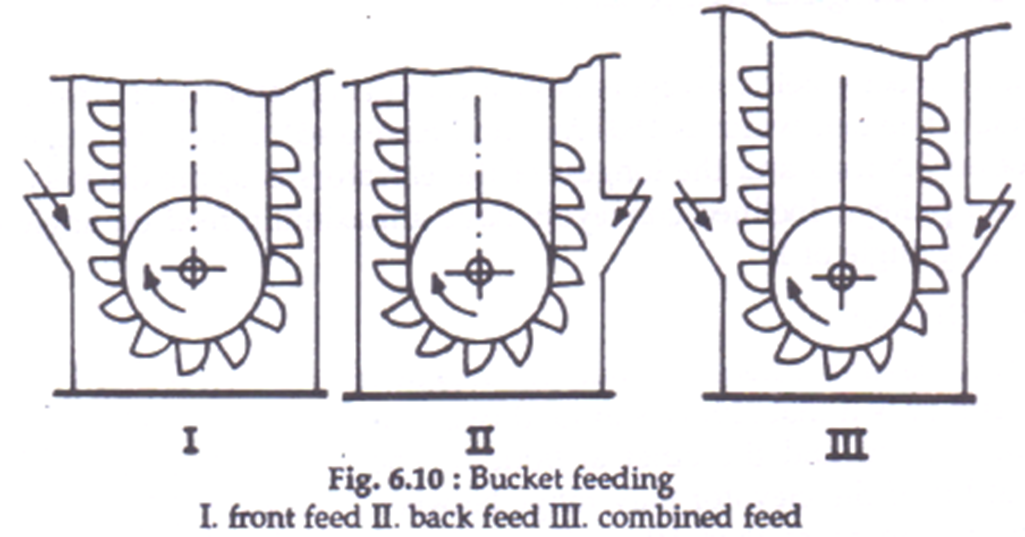 I II III
Fig. 6.10 : Bucket feeding
I. front feed II. back feed III. combined feed